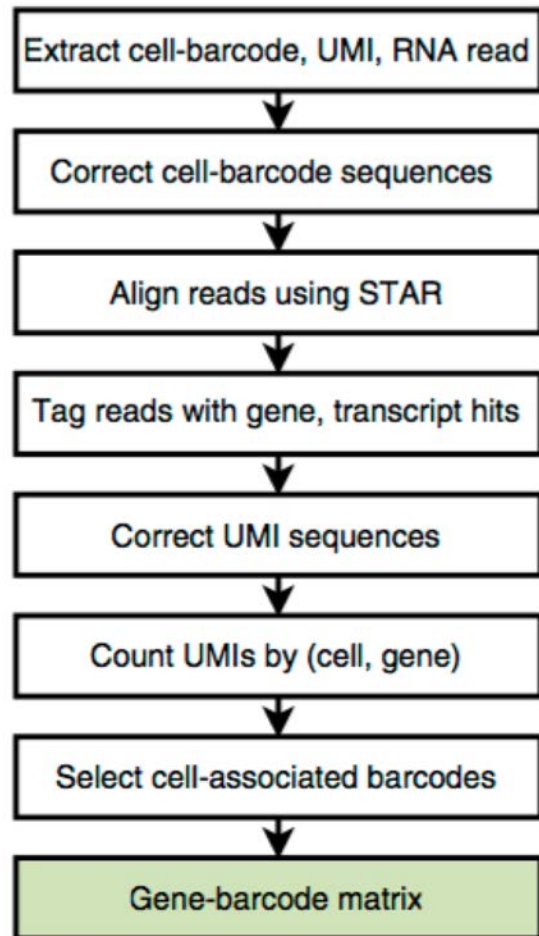 Extract cell-barcode, UMI, RNA read
Correct cell-barcode sequences
Align reads using STAR
Tag reads with gene, transcript hits
Correct UMI sequences
Count UMIs by (cell, gene)
Select cell-associated barcodes
Gene-barcode matrix